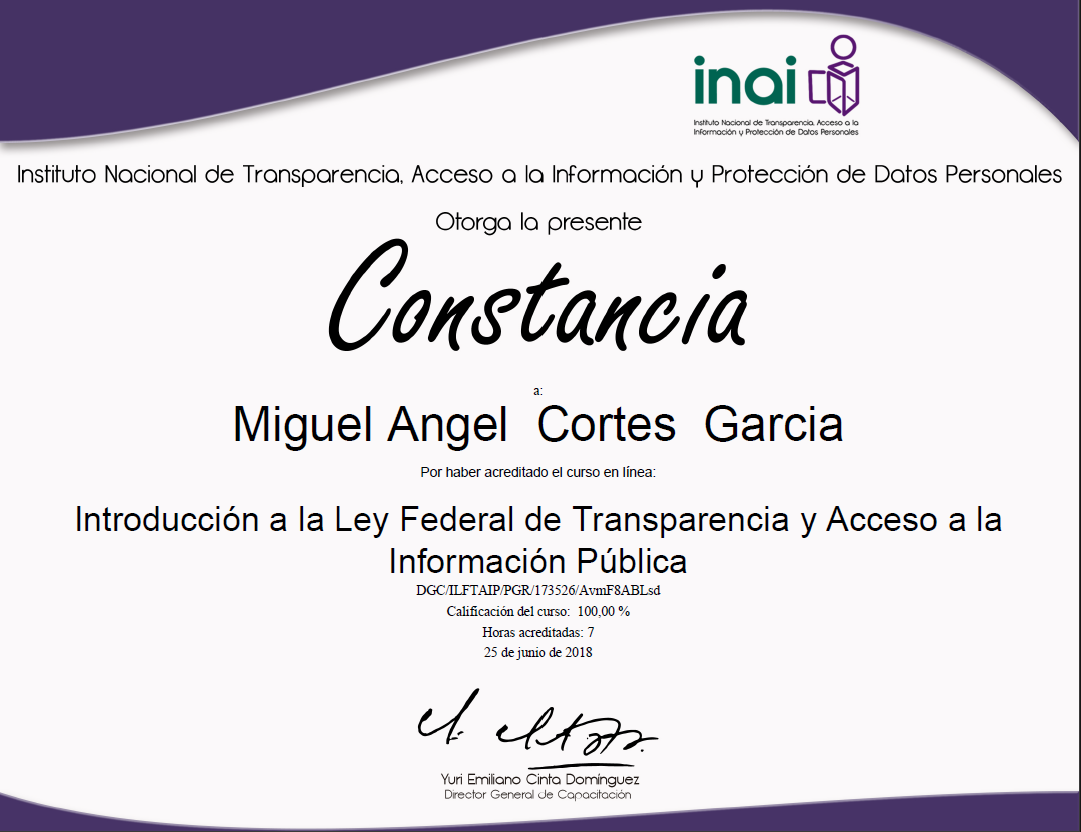 inai
Instituto Nacional de Transparencia, Acceso a la
Información y Protección de Datos Personales
Instituto Nacional de Transparencia, Acceso a la Información y Protección de Datos Personales
Otorga la presente
Constancia
a:
Miguel Angel Cortes Garcia
Por haber acreditado el curso en línea:
Introducción a la Ley Federal de Transparencia y Acceso a la
Información Pública
DGC/ILFTAIP/PGR/173526/AvmF8ABLsd
Calificación del curso: 100,00 %
Horas acreditadas: 7
25 de junio de 2018
Yuri Emiliano Cinta Domínguez
Director General de Capacitación